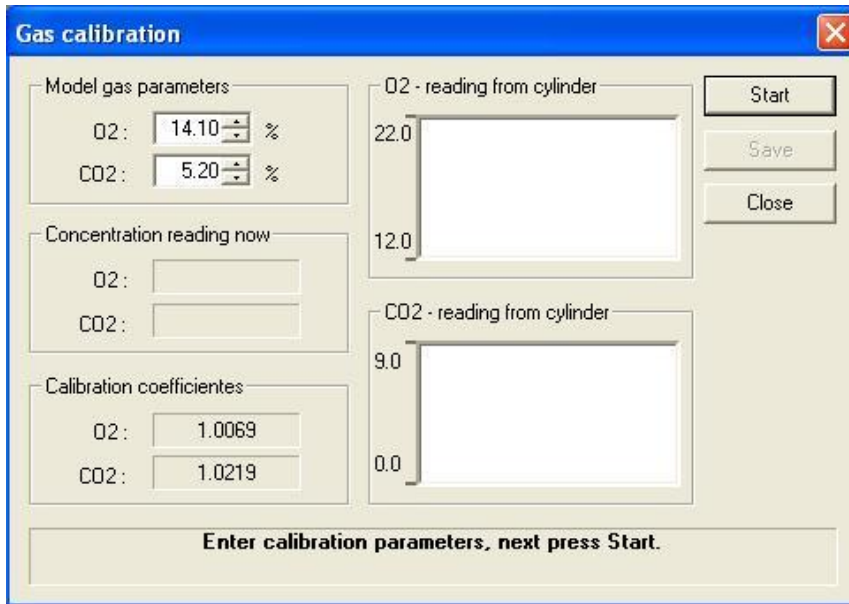 Gas calibration
Model gas parameters
O2: 14.10 %
CO2: 5.20 %
Concentration reading now
O2:
CO2:
Calibration coefficientes
O2: 1.0069
CO2: 1.0219
O2 - reading from cylinder
22.0
12.0
CO2 - reading from cylinder
9.0
0.0
Start
Save
Close
Enter calibration parameters, next press Start.